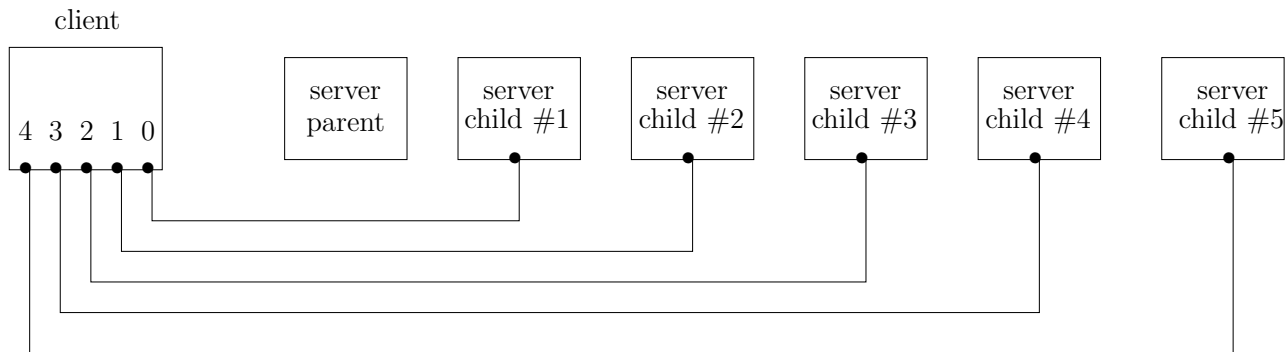 client
4 3 2 1 0
server
parent
server
child #1
server
child #2
server
child #3
server
child #4
server
child #5